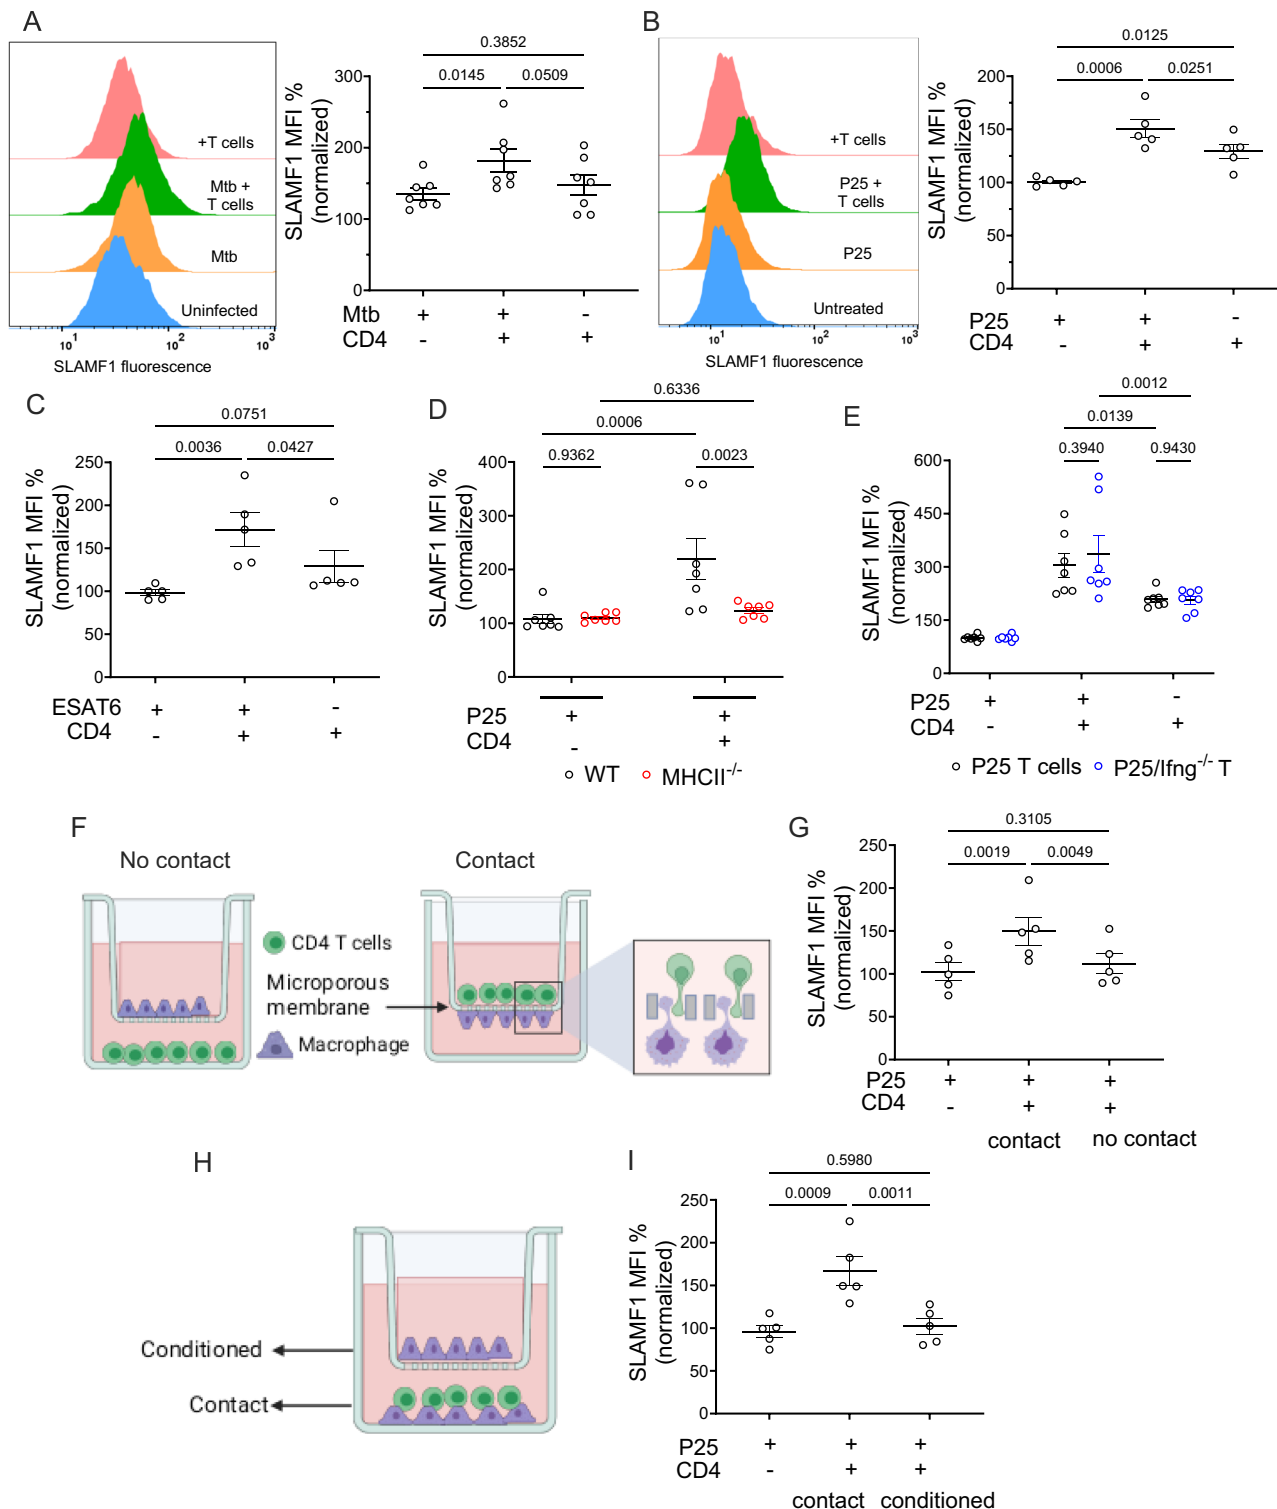 A
+T cells
Mtb +
T cells
Mtb
Uninfected
10¹ 10² 10³
SLAMF1 fluorescence
SLAMF1 MFI %
(normalized)
300
200
100
0
0.3852
0.0145 0.0509
Mtb + + -
CD4 - + +
B
+T cells
P25 +
T cells
P25
Untreated
10¹ 10² 10³
SLAMF1 fluorescence
SLAMF1 MFI %
(normalized)
200
150
100
50
0
0.0125
0.0006 0.0251
P25 + + -
CD4 - + +
C
SLAMF1 MFI %
(normalized)
250
200
150
100
50
0
0.0751
0.0036 0.0427
ESAT6 + + -
CD4 - + +
D
SLAMF1 MFI %
(normalized)
400
300
200
100
0
0.6336
0.0006
0.9362 0.0023
P25 + +
CD4 - +
WT MHCII⁻/⁻
E
SLAMF1 MFI %
(normalized)
600
450
300
150
0
0.0012
0.0139
0.3940 0.9430
P25 + + -
CD4 - + +
P25 T cells P25/Ifng⁻/⁻ T
F
No contact Contact
CD4 T cells
Microporous
membrane
Macrophage
G
SLAMF1 MFI %
(normalized)
250
200
150
100
50
0
0.3105
0.0019 0.0049
P25 + + +
CD4 - + +
contact no contact
H
Conditioned
Contact
I
SLAMF1 MFI %
(normalized)
250
200
150
100
50
0
0.5980
0.0009 0.0011
P25 + + +
CD4 - + +
contact conditioned